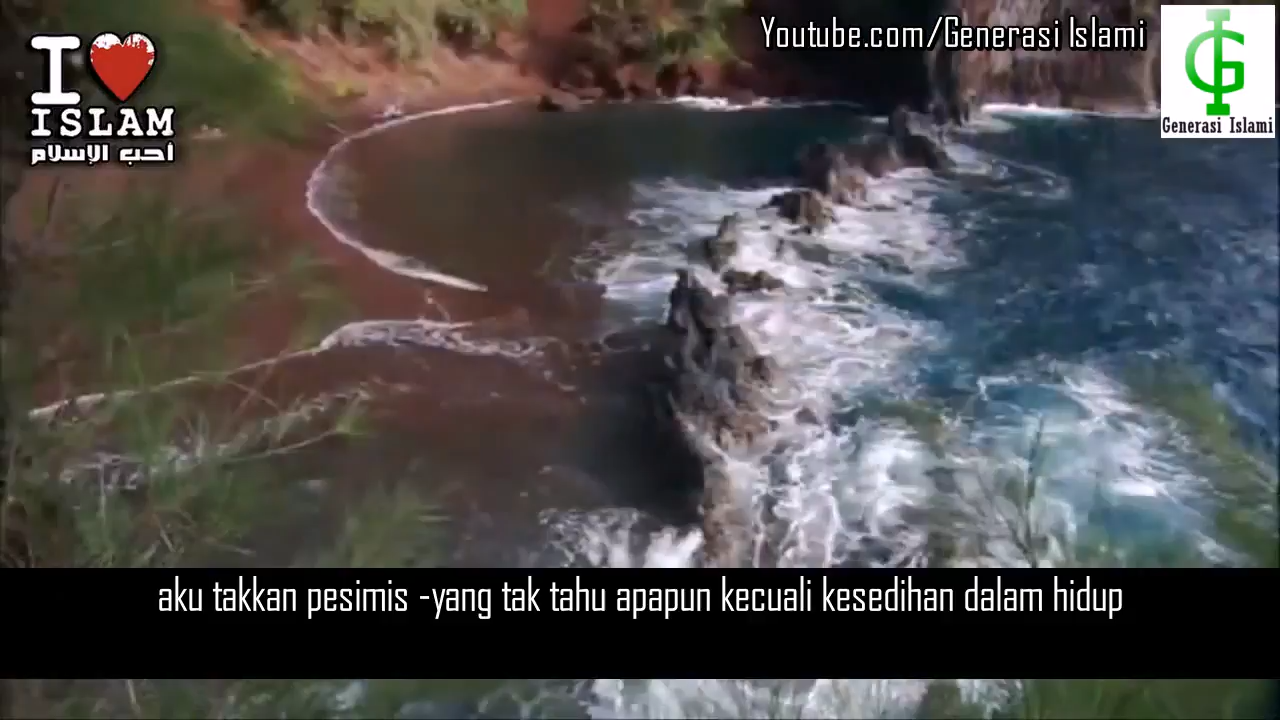 Youtube.com/Generasi Islami
I
ISLAM
أحب الإسلام
GI
Generasi Islami
aku takkan pesimis -yang tak tahu apapun kecuali kesedihan dalam hidup